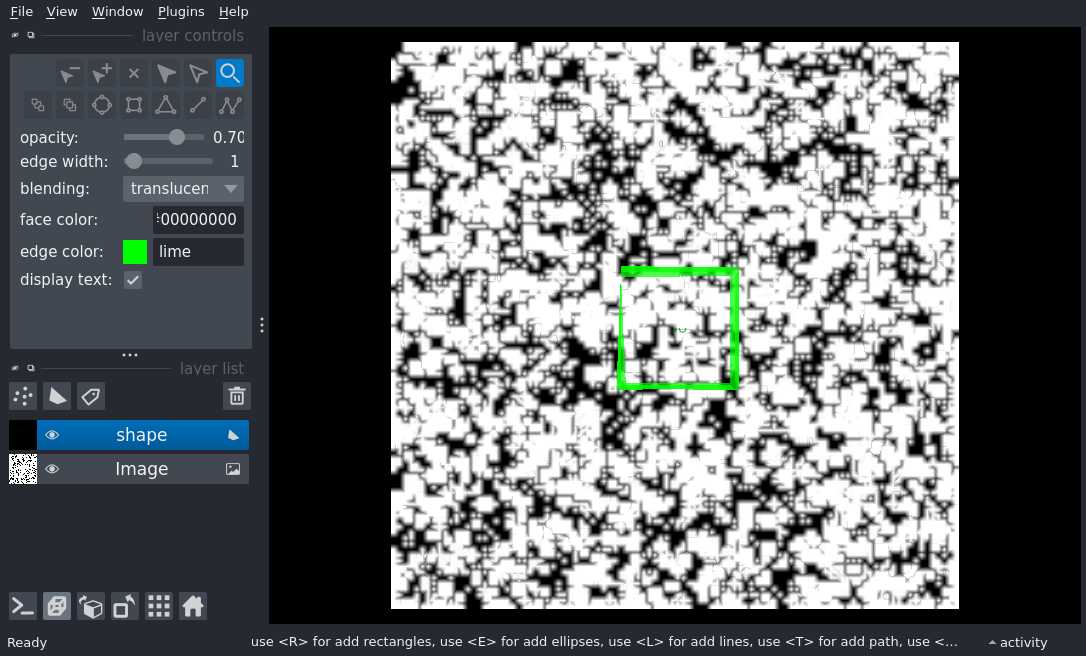 File View Window Plugins Help
layer controls
opacity: 0.70
edge width: 1
blending: translucen
face color: 00000000
edge color: lime
display text:
layer list
shape
Image
Ready
use <R> for add rectangles, use <E> for add ellipses, use <L> for add lines, use <T> for add path, use <...
activity